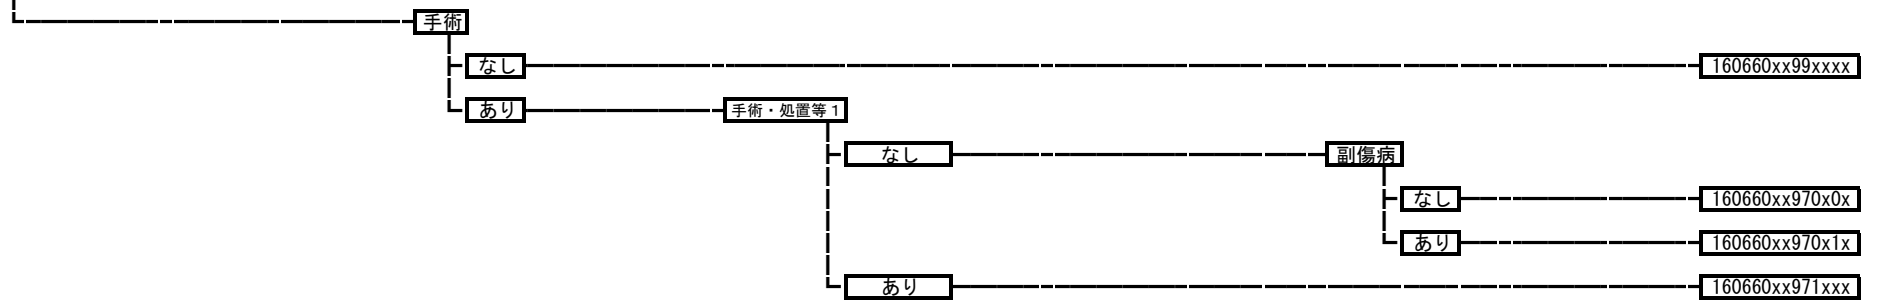 手術
なし 160660xx99xxxx
あり 手術・処置等１
なし 副傷病
なし 160660xx970x0x
あり 160660xx970x1x
あり 160660xx971xxx